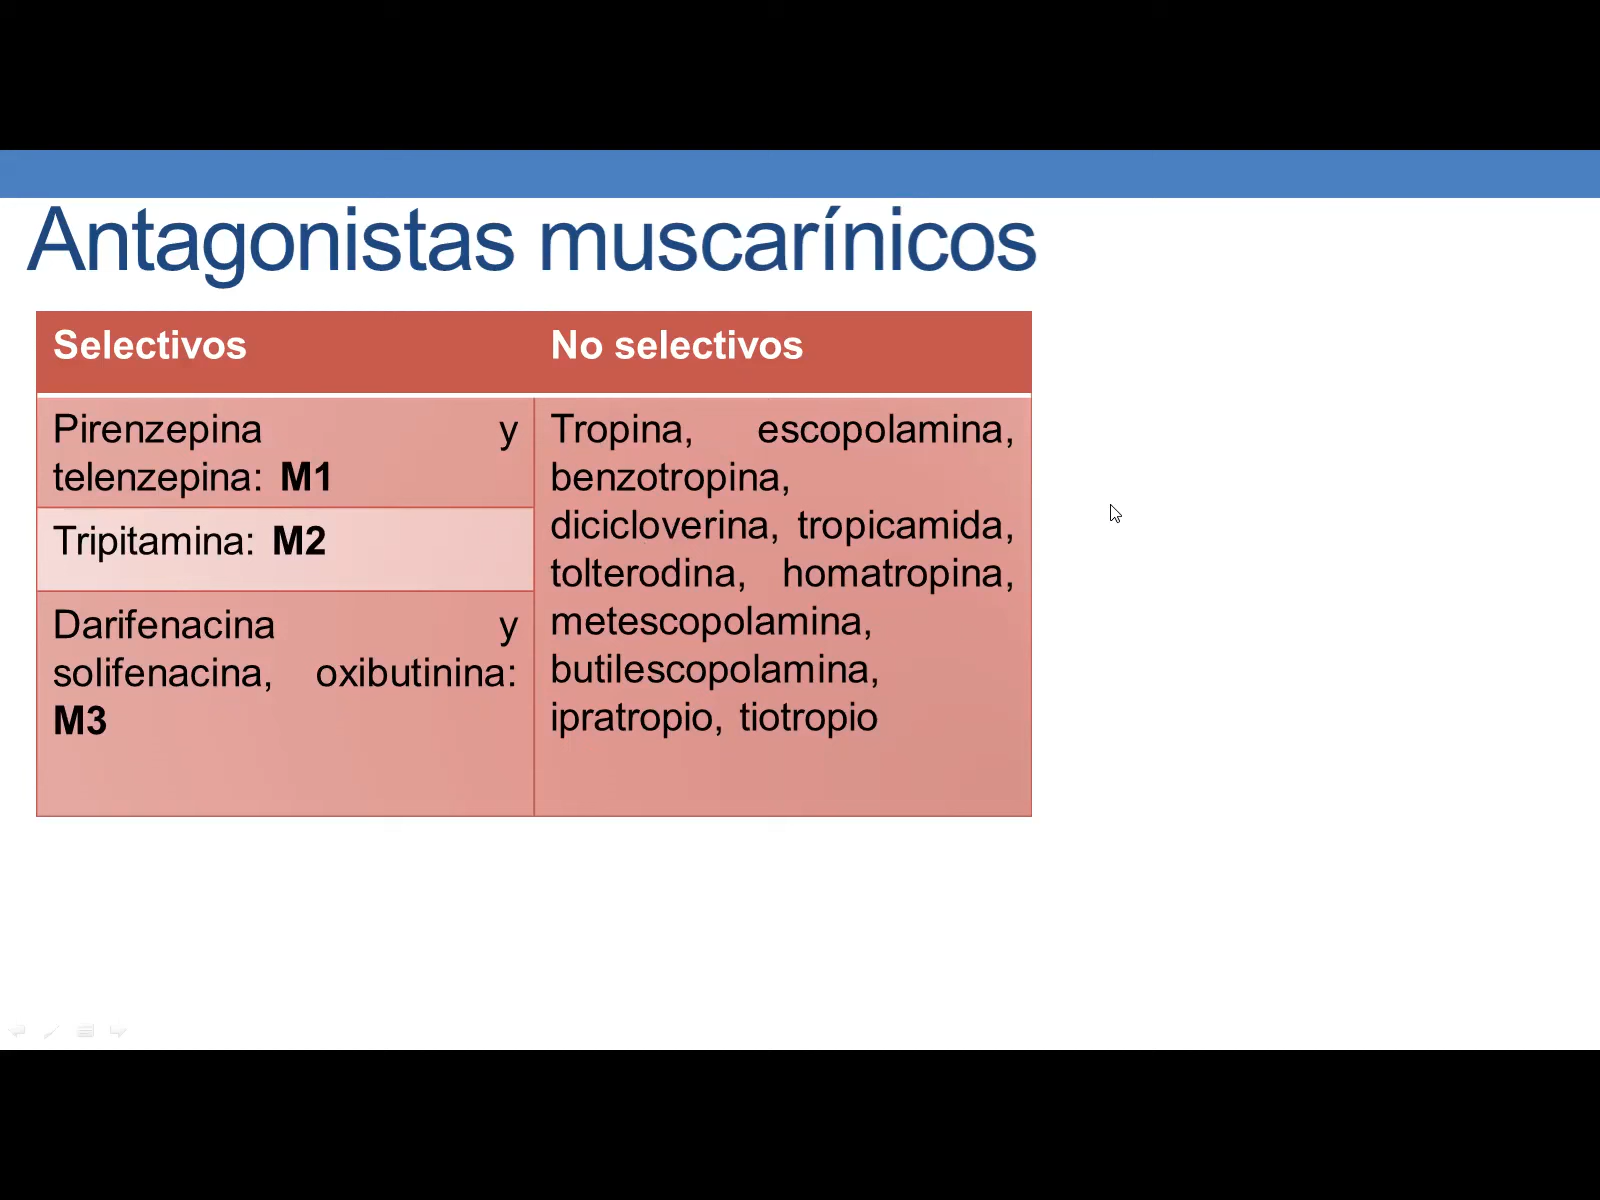 Antagonistas muscarínicos
Selectivos
No selectivos
Pirenzepina y
telenzepina: M1
Tripitamina: M2
Darifenacina y
solifenacina, oxibutinina:
M3
Tropina, escopolamina,
benzotropina,
dicicloverina, tropicamida,
tolterodina, homatropina,
metescopolamina,
butilescopolamina,
ipratropio, tiotropio